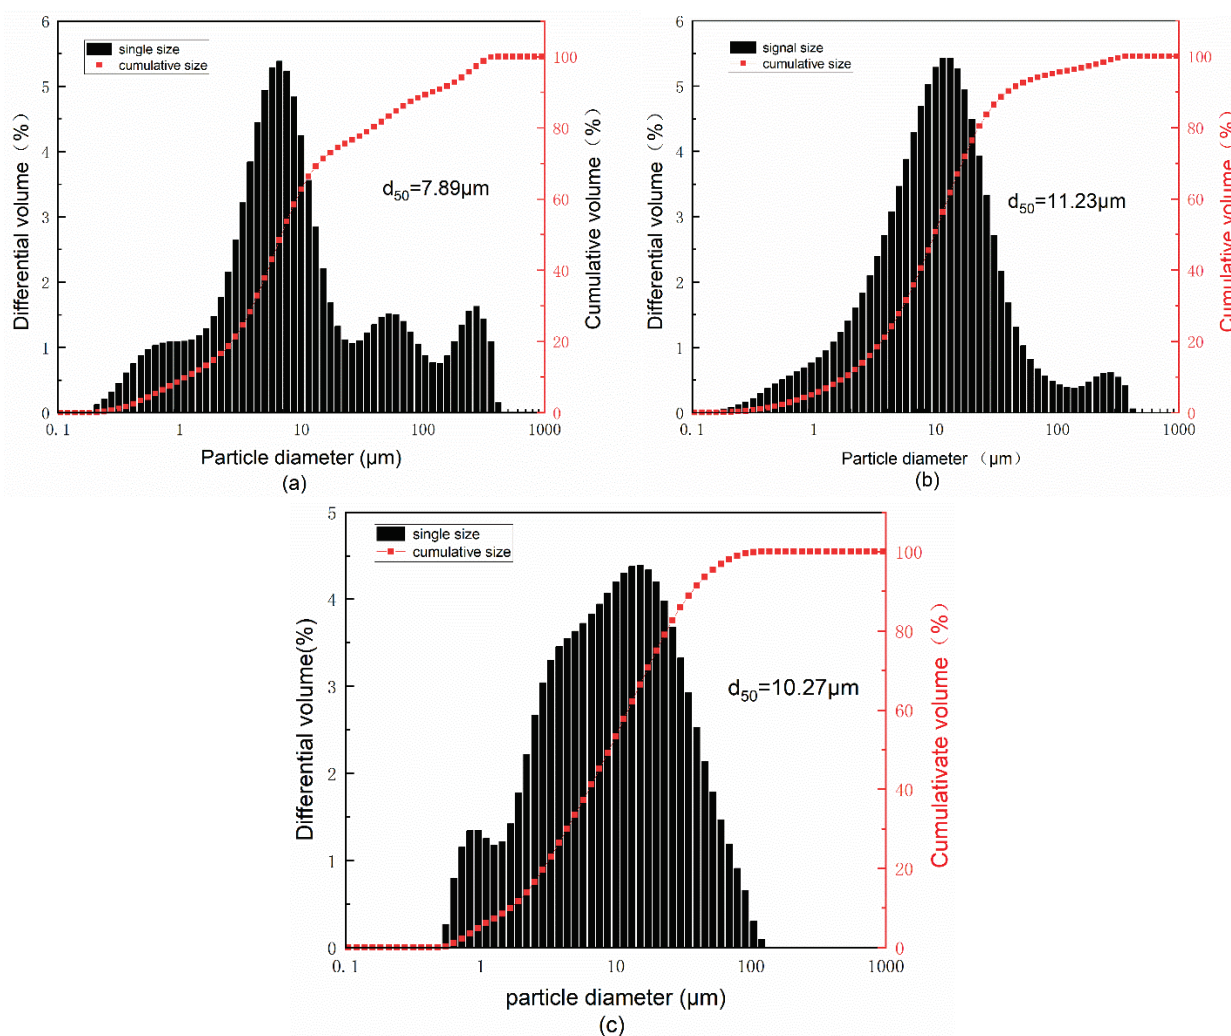 6
5
4
3
2
1
0
Differential volume (%)
single size
cumulative size
d50=7.89μm
100
80
60
40
20
0
Cumulative volume (%)
0.1 1 10 100 1000
Particle diameter (μm)
(a)
6
5
4
3
2
1
0
Differential volume (%)
signal size
cumulative size
d50=11.23μm
100
80
60
40
20
0
Cumulative volume (%)
0.1 1 10 100 1000
Particle diameter (μm)
(b)
5
4
3
2
1
0
Differential volume(%)
single size
cumulative size
d50=10.27μm
100
80
60
40
20
0
Cumulativate volume (%)
0.1 1 10 100 1000
particle diameter (μm)
(c)